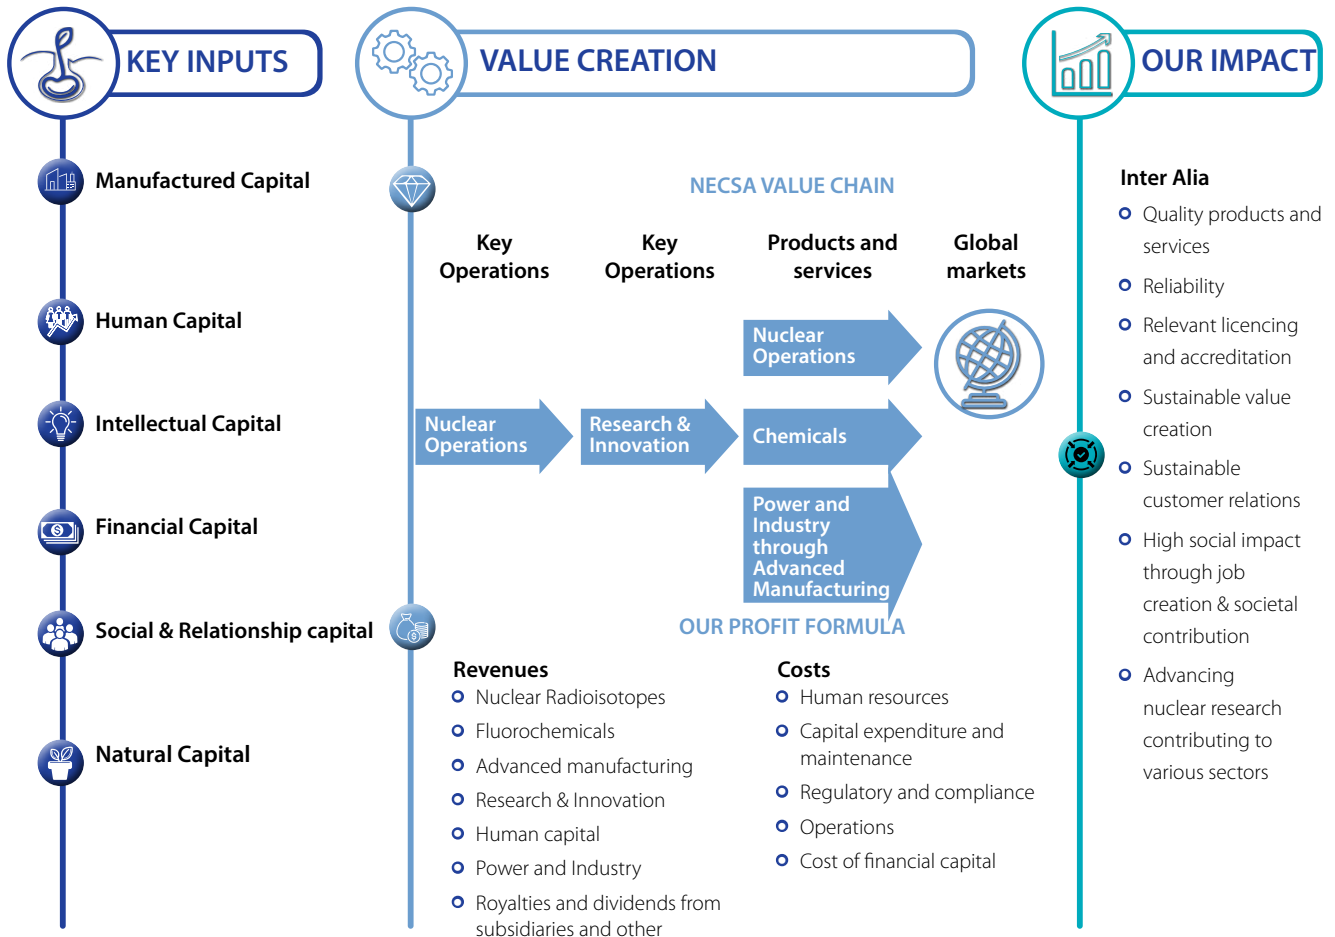 KEY INPUTS
Manufactured Capital
Human Capital
Intellectual Capital
Financial Capital
Social & Relationship capital
Natural Capital
VALUE CREATION
NECSA VALUE CHAIN
Key
Operations
Key
Operations
Products and
services
Global
markets
Nuclear
Operations
Research &
Innovation
Nuclear
Operations
Chemicals
Power and
Industry
through
Advanced
Manufacturing
OUR PROFIT FORMULA
Revenues
Nuclear Radioisotopes
Fluorochemicals
Advanced manufacturing
Research & Innovation
Human capital
Power and Industry
Royalties and dividends from
subsidiaries and other
Costs
Human resources
Capital expenditure and
maintenance
Regulatory and compliance
Operations
Cost of financial capital
OUR IMPACT
Inter Alia
Quality products and
services
Reliability
Relevant licencing
and accreditation
Sustainable value
creation
Sustainable
customer relations
High social impact
through job
creation & societal
contribution
Advancing
nuclear research
contributing to
various sectors